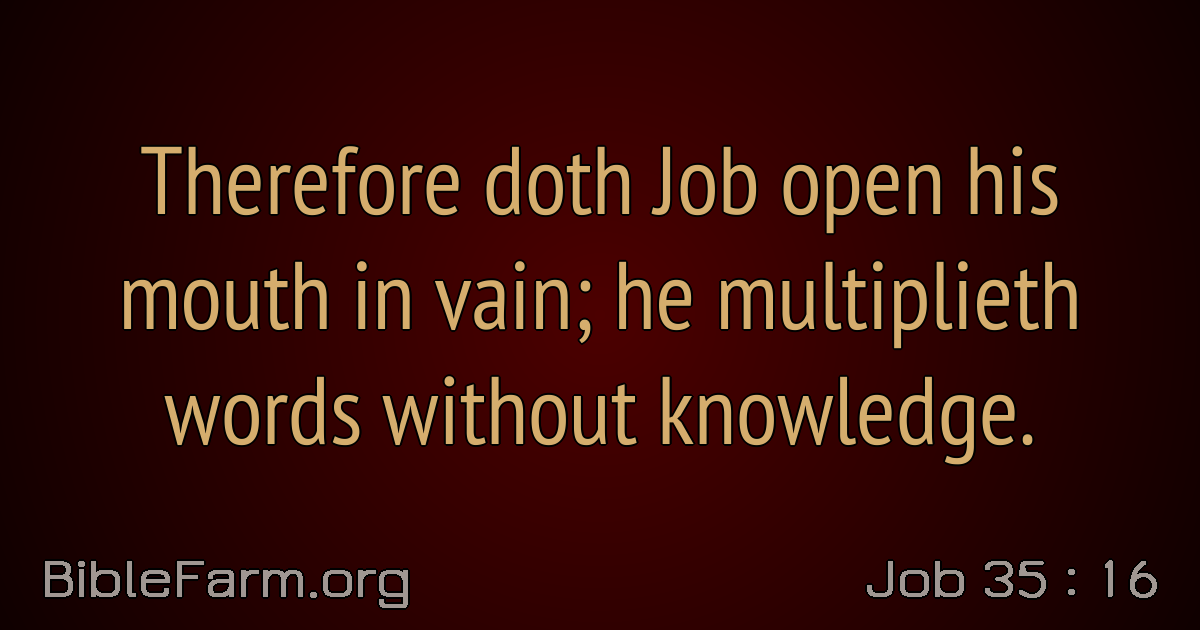 Therefore doth Job open his
mouth in vain; he multiplieth
words without knowledge.
BibleFarm.org
Job 35 : 16